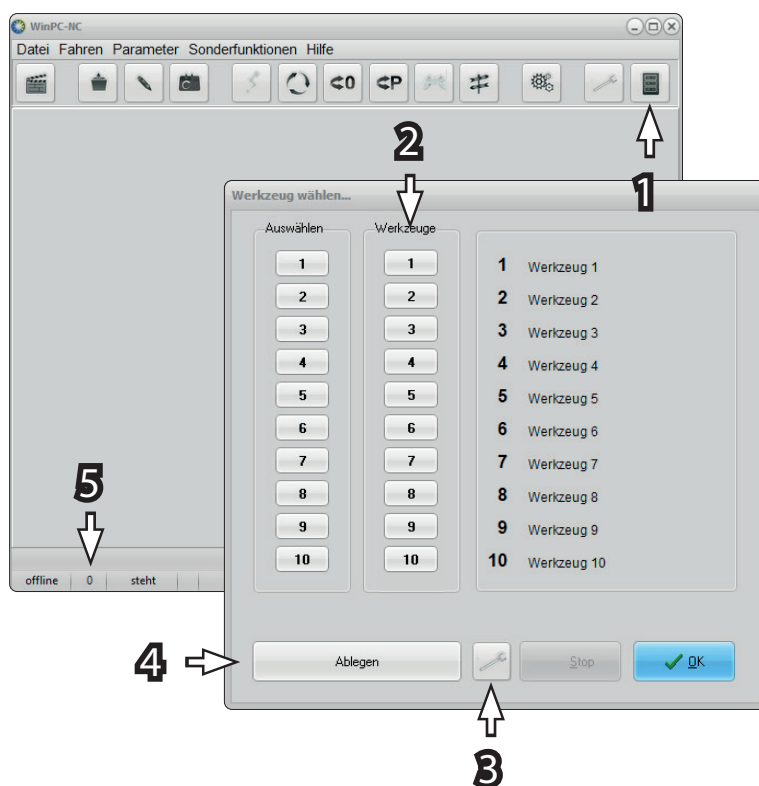 WinPC-NC
Datei Fahren Parameter Sonderfunktionen Hilfe
C
0
P
1
2
Werkzeug wählen...
Auswählen
Werkzeuge
1 1 1 Werkzeug 1
2 2 2 Werkzeug 2
3 3 3 Werkzeug 3
4 4 4 Werkzeug 4
5 5 5 Werkzeug 5
6 6 6 Werkzeug 6
7 7 7 Werkzeug 7
8 8 8 Werkzeug 8
9 9 9 Werkzeug 9
10 10 10 Werkzeug 10
5
offline 0 steht
4
Ablegen
Stop
OK
3